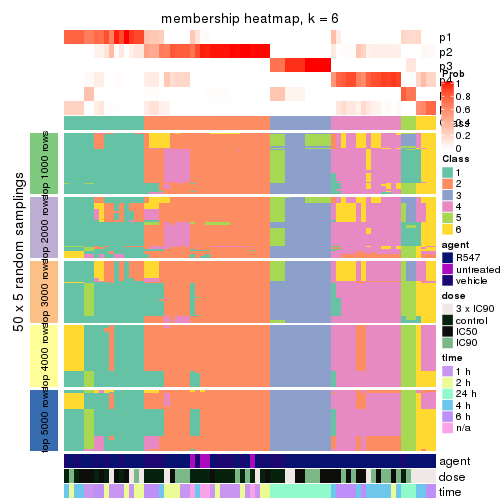 membership heatmap, k = 6
p1
p2
p3
Prob
1
0.8
0.6
0.4
0.2
0
Class
1
2
3
4
5
6
agent
R547
untreated
vehicle
dose
3 x IC90
control
IC50
IC90
time
1 h
2 h
24 h
4 h
6 h
n/a
50 x 5 random samplings
top 1000 rows
top 2000 rows
top 3000 rows
top 4000 rows
top 5000 rows
agent
dose
time